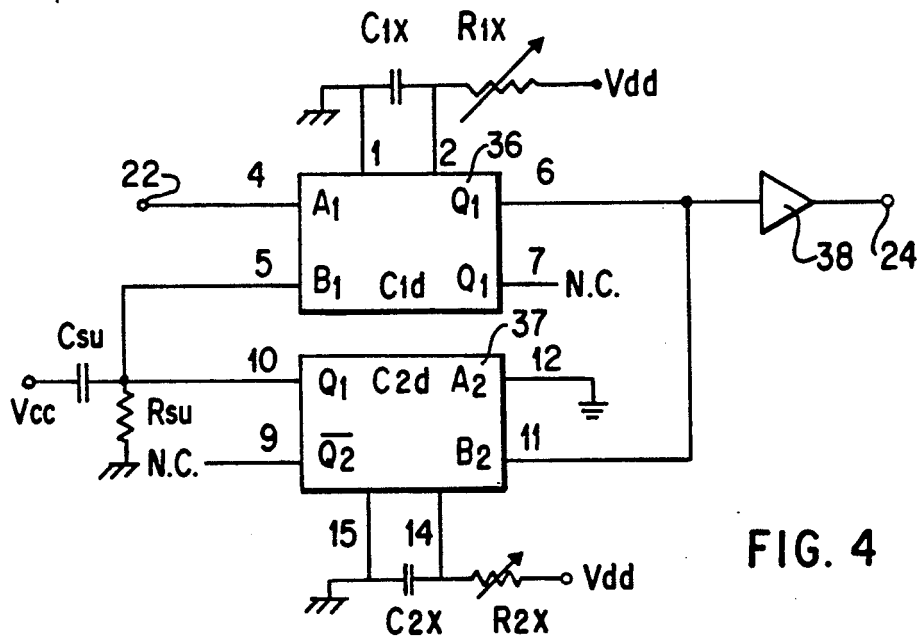 C1X R1X
Vdd
1 2 36
22 4 A1 Q1 6
38 24
5 B1 C1d Q1 7 N.C.
37
Csu 10 Q1 C2d A2 12
Vcc Rsu
N.C. 9 Q2 B2 11
15 14
Vdd
C2X R2X
FIG. 4